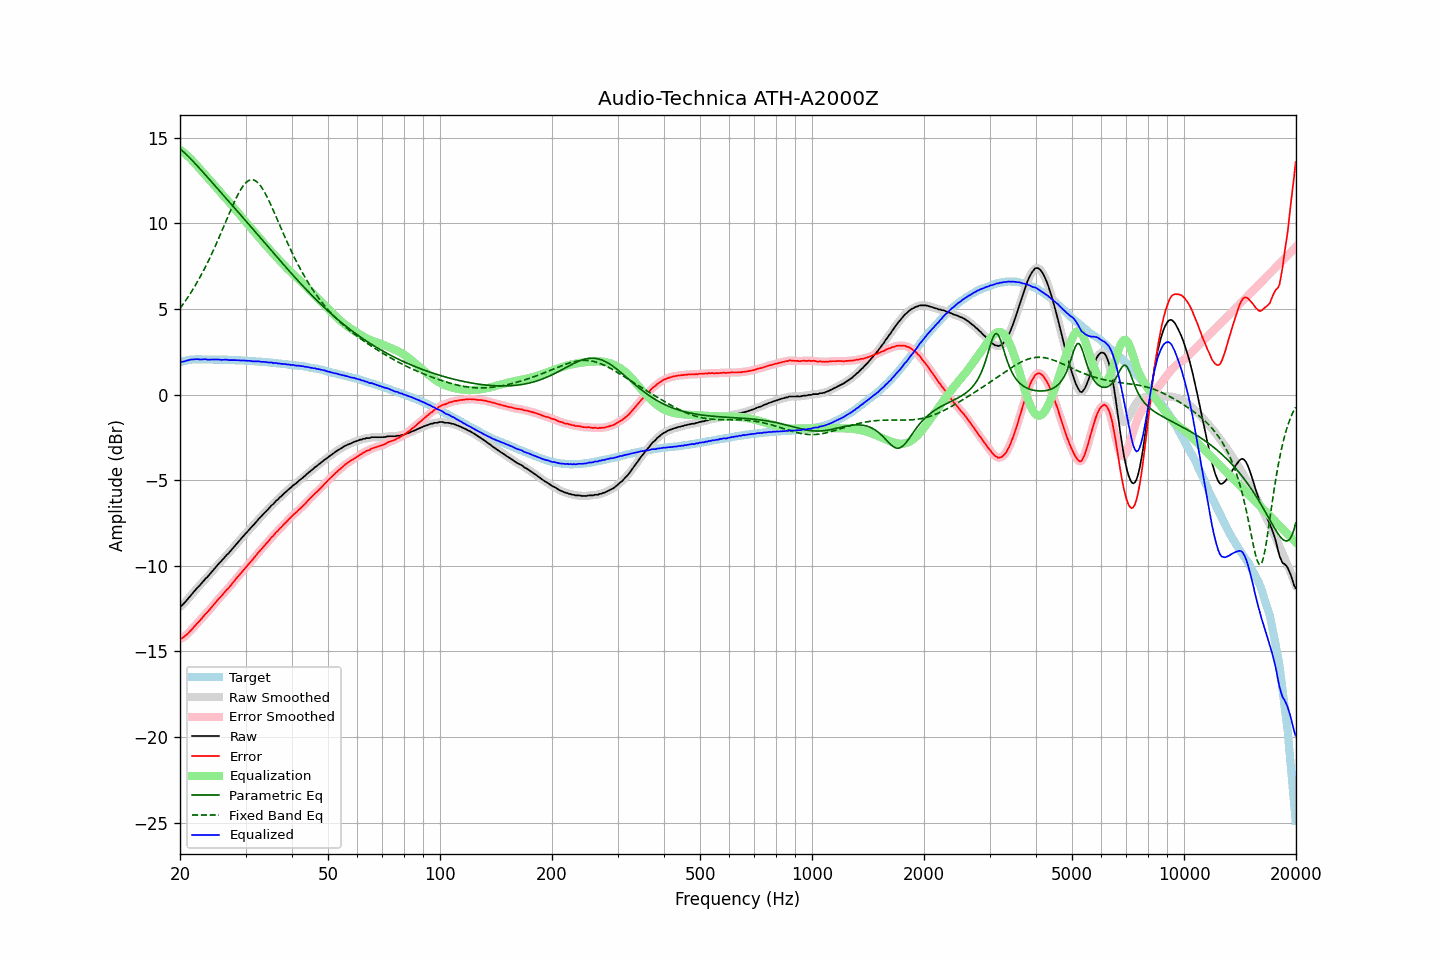 Audio-Technica ATH-A2000Z
Amplitude (dBr)
15
10
5
0
−5
−10
−15
−20
−25
Target
Raw Smoothed
Error Smoothed
Raw
Error
Equalization
Parametric Eq
Fixed Band Eq
Equalized
20 50 100 200 500 1000 2000 5000 10000 20000
Frequency (Hz)